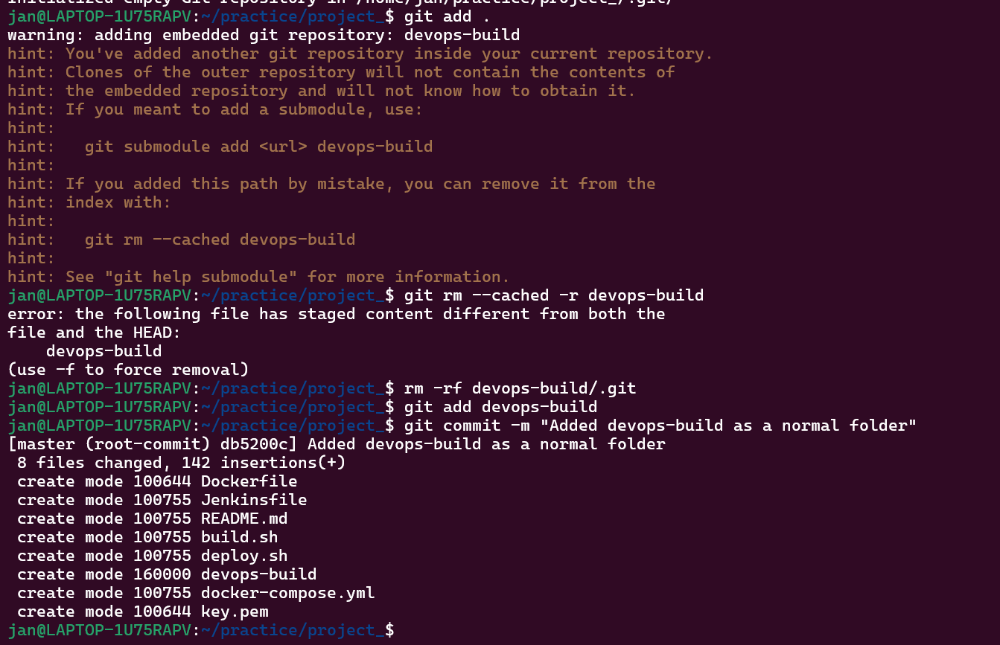 Initialized empty Git repository in /home/jan/practice/project_/.git/
jan@LAPTOP-1U75RAPV:~/practice/project_$ git add .
warning: adding embedded git repository: devops-build
hint: You've added another git repository inside your current repository.
hint: Clones of the outer repository will not contain the contents of
hint: the embedded repository and will not know how to obtain it.
hint: If you meant to add a submodule, use:
hint:
hint:   git submodule add <url> devops-build
hint:
hint: If you added this path by mistake, you can remove it from the
hint: index with:
hint:
hint:   git rm --cached devops-build
hint:
hint: See "git help submodule" for more information.
jan@LAPTOP-1U75RAPV:~/practice/project_$ git rm --cached -r devops-build
error: the following file has staged content different from both the
file and the HEAD:
    devops-build
(use -f to force removal)
jan@LAPTOP-1U75RAPV:~/practice/project_$ rm -rf devops-build/.git
jan@LAPTOP-1U75RAPV:~/practice/project_$ git add devops-build
jan@LAPTOP-1U75RAPV:~/practice/project_$ git commit -m "Added devops-build as a normal folder"
[master (root-commit) db5200c] Added devops-build as a normal folder
 8 files changed, 142 insertions(+)
 create mode 100644 Dockerfile
 create mode 100755 Jenkinsfile
 create mode 100755 README.md
 create mode 100755 build.sh
 create mode 100755 deploy.sh
 create mode 160000 devops-build
 create mode 100755 docker-compose.yml
 create mode 100644 key.pem
jan@LAPTOP-1U75RAPV:~/practice/project_$